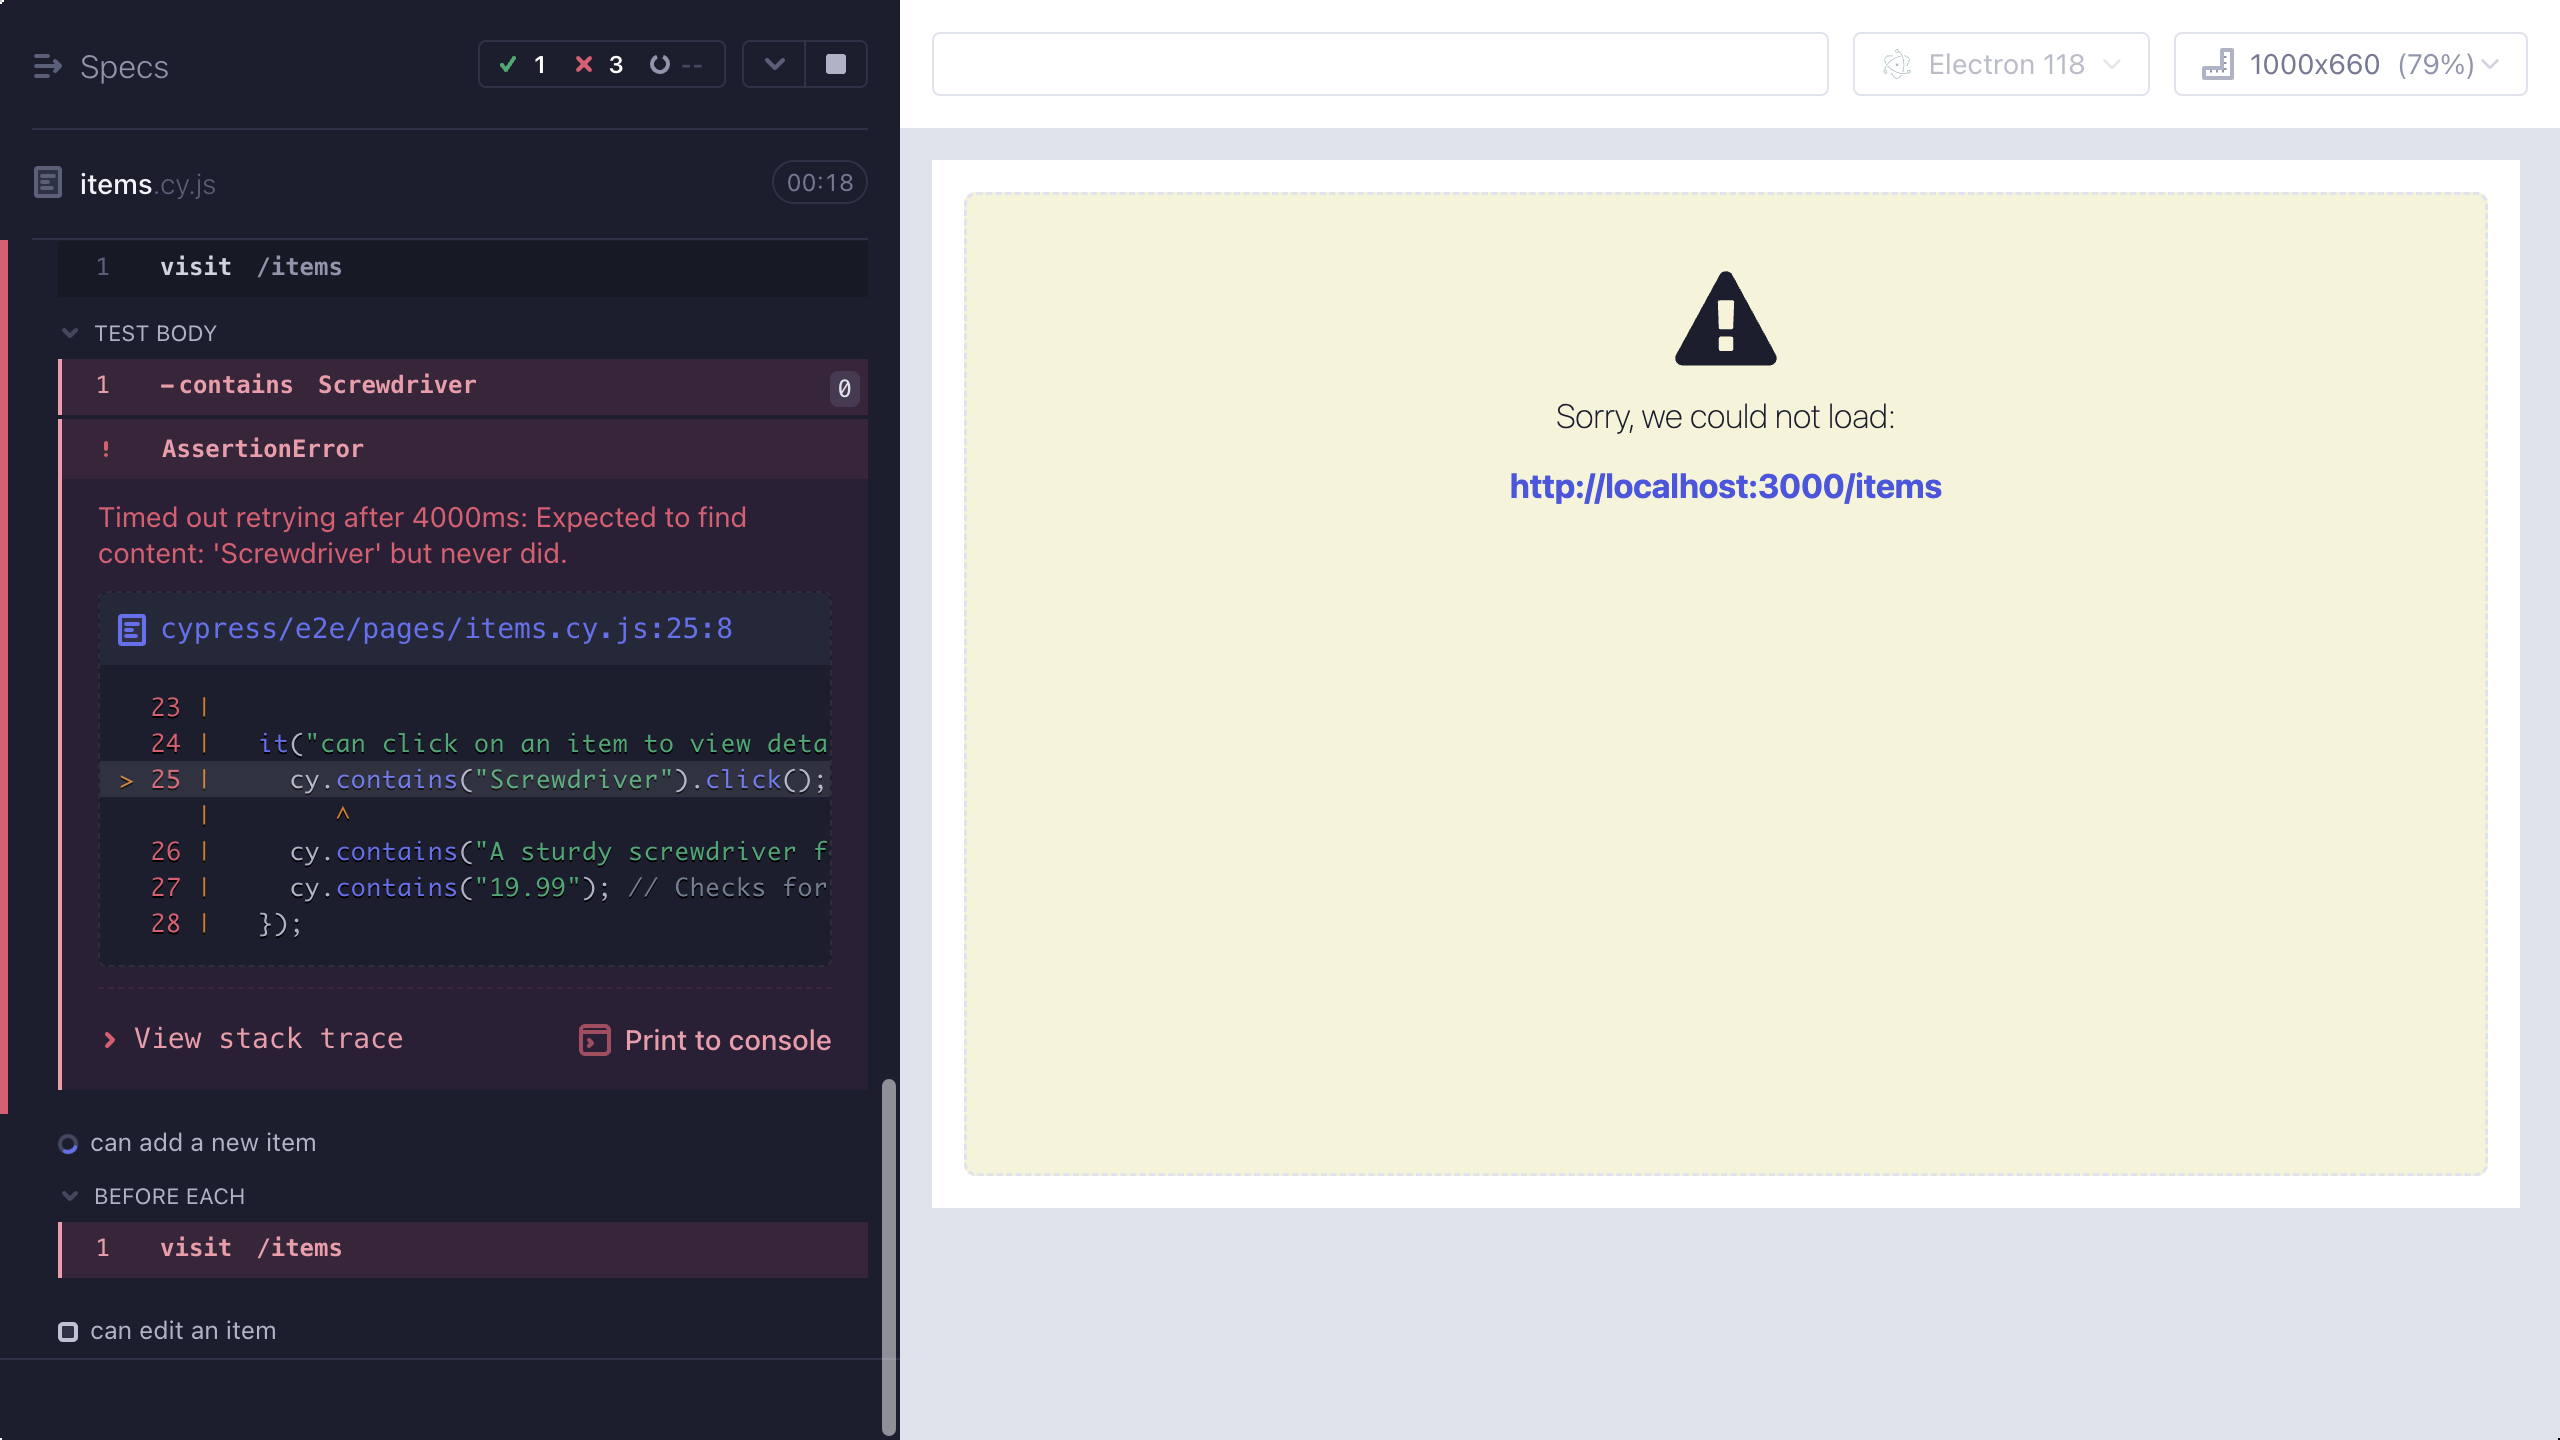 Specs
1 3 --
items.cy.js 00:18
1 visit /items
TEST BODY
1 -contains Screwdriver 0
! AssertionError
Timed out retrying after 4000ms: Expected to find
content: 'Screwdriver' but never did.
cypress/e2e/pages/items.cy.js:25:8
23 |
24 | it("can click on an item to view deta
> 25 | cy.contains("Screwdriver").click();
| ^
26 | cy.contains("A sturdy screwdriver f
27 | cy.contains("19.99"); // Checks for
28 | });
View stack trace
Print to console
can add a new item
BEFORE EACH
1 visit /items
can edit an item
Electron 118
1000x660 (79%)
Sorry, we could not load:
http://localhost:3000/items